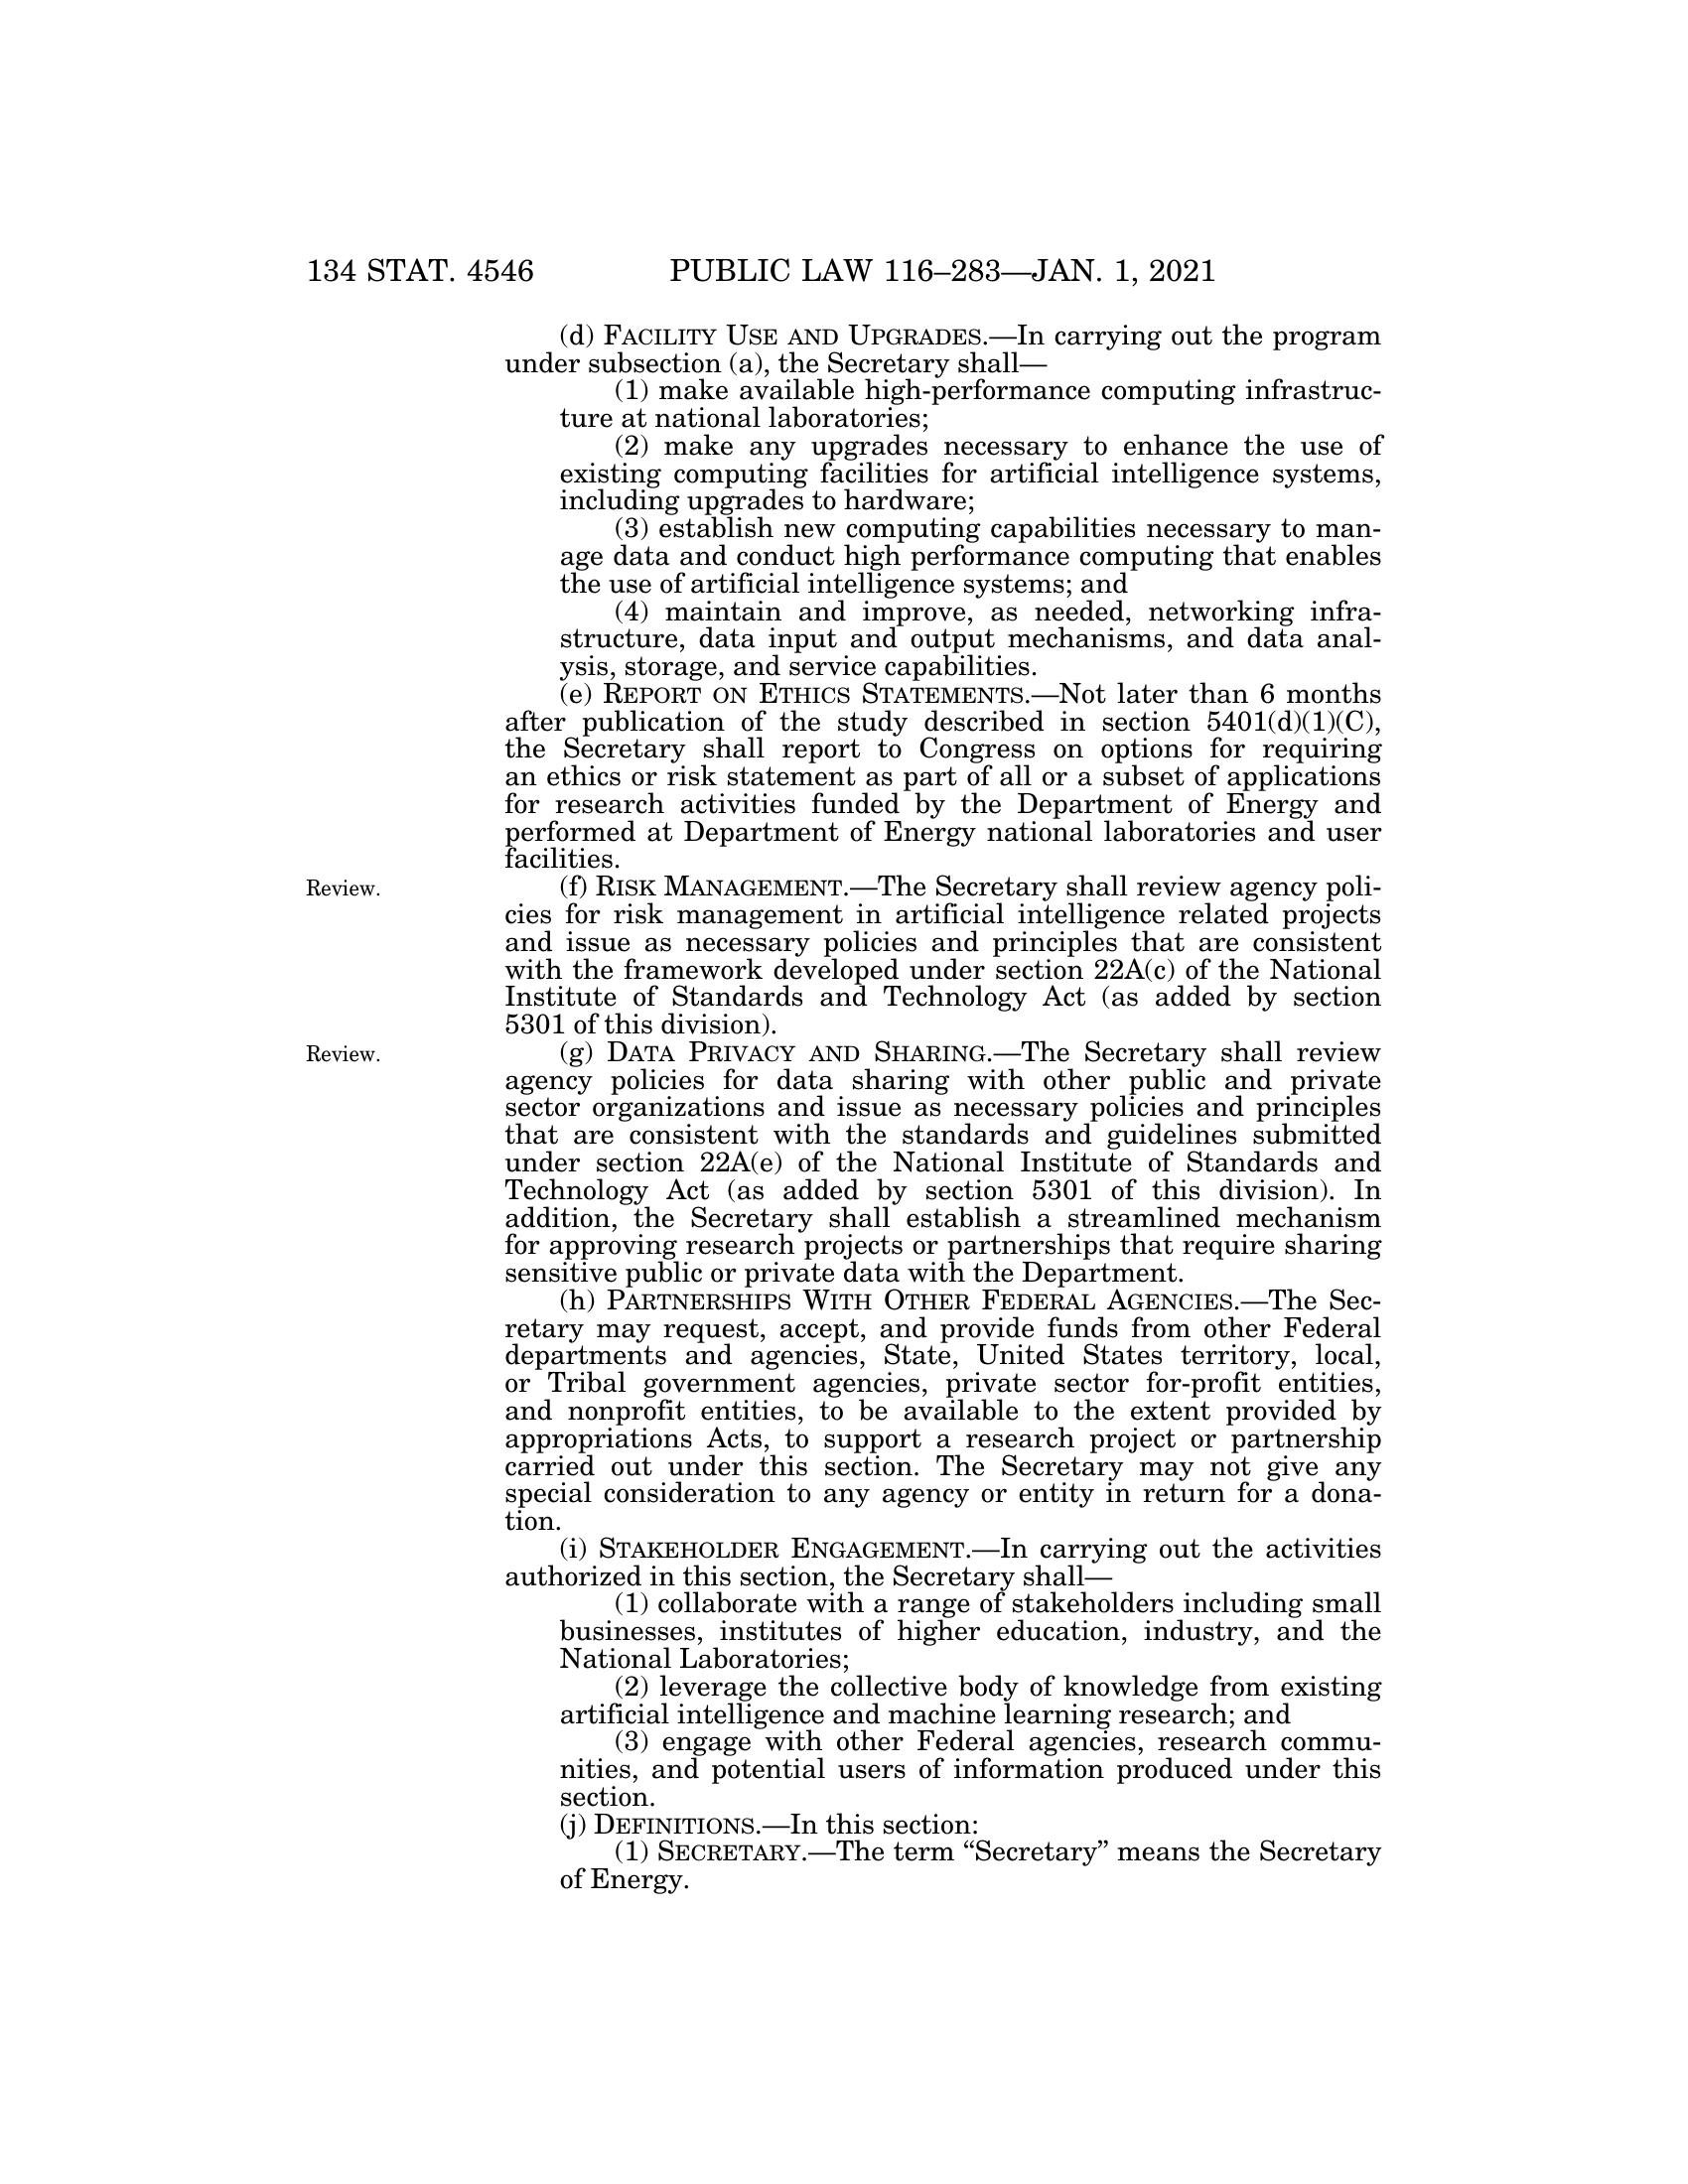 134 STAT. 4546 PUBLIC LAW 116–283—JAN. 1, 2021
(d) FACILITY USE AND UPGRADES.—In carrying out the program
under subsection (a), the Secretary shall—
(1) make available high-performance computing infrastruc-
ture at national laboratories;
(2) make any upgrades necessary to enhance the use of
existing computing facilities for artificial intelligence systems,
including upgrades to hardware;
(3) establish new computing capabilities necessary to man-
age data and conduct high performance computing that enables
the use of artificial intelligence systems; and
(4) maintain and improve, as needed, networking infra-
structure, data input and output mechanisms, and data anal-
ysis, storage, and service capabilities.
(e) REPORT ON ETHICS STATEMENTS.—Not later than 6 months
after publication of the study described in section 5401(d)(1)(C),
the Secretary shall report to Congress on options for requiring
an ethics or risk statement as part of all or a subset of applications
for research activities funded by the Department of Energy and
performed at Department of Energy national laboratories and user
facilities.
Review. (f) RISK MANAGEMENT.—The Secretary shall review agency poli-
cies for risk management in artificial intelligence related projects
and issue as necessary policies and principles that are consistent
with the framework developed under section 22A(c) of the National
Institute of Standards and Technology Act (as added by section
5301 of this division).
Review. (g) DATA PRIVACY AND SHARING.—The Secretary shall review
agency policies for data sharing with other public and private
sector organizations and issue as necessary policies and principles
that are consistent with the standards and guidelines submitted
under section 22A(e) of the National Institute of Standards and
Technology Act (as added by section 5301 of this division). In
addition, the Secretary shall establish a streamlined mechanism
for approving research projects or partnerships that require sharing
sensitive public or private data with the Department.
(h) PARTNERSHIPS WITH OTHER FEDERAL AGENCIES.—The Sec-
retary may request, accept, and provide funds from other Federal
departments and agencies, State, United States territory, local,
or Tribal government agencies, private sector for-profit entities,
and nonprofit entities, to be available to the extent provided by
appropriations Acts, to support a research project or partnership
carried out under this section. The Secretary may not give any
special consideration to any agency or entity in return for a dona-
tion.
(i) STAKEHOLDER ENGAGEMENT.—In carrying out the activities
authorized in this section, the Secretary shall—
(1) collaborate with a range of stakeholders including small
businesses, institutes of higher education, industry, and the
National Laboratories;
(2) leverage the collective body of knowledge from existing
artificial intelligence and machine learning research; and
(3) engage with other Federal agencies, research commu-
nities, and potential users of information produced under this
section.
(j) DEFINITIONS.—In this section:
(1) SECRETARY.—The term “Secretary” means the Secretary
of Energy.